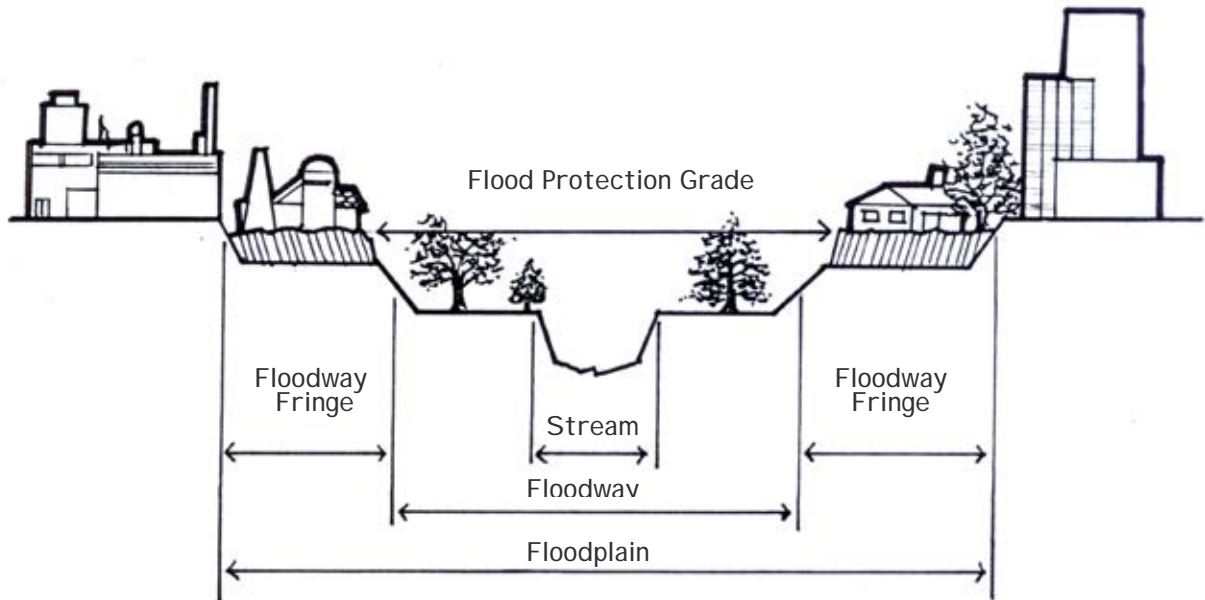 Flood Protection Grade
Floodway
Fringe
Floodway
Fringe
Stream
Floodway
Floodplain